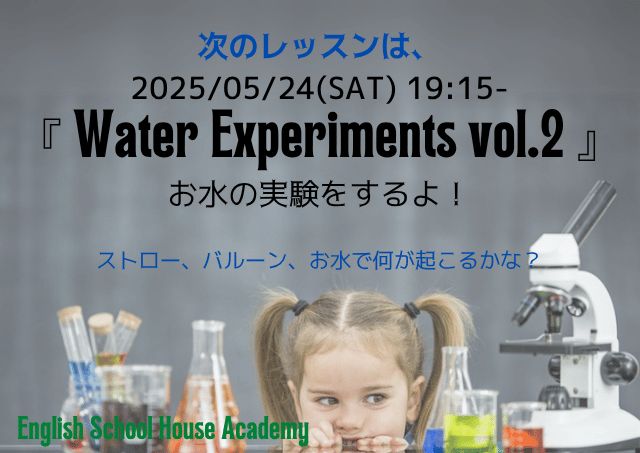 次のレッスンは、
2025/05/24(SAT) 19:15-
『 Water Experiments vol.2 』
お水の実験をするよ！
ストロー、バルーン、お水で何が起こるかな？
English School House Academy